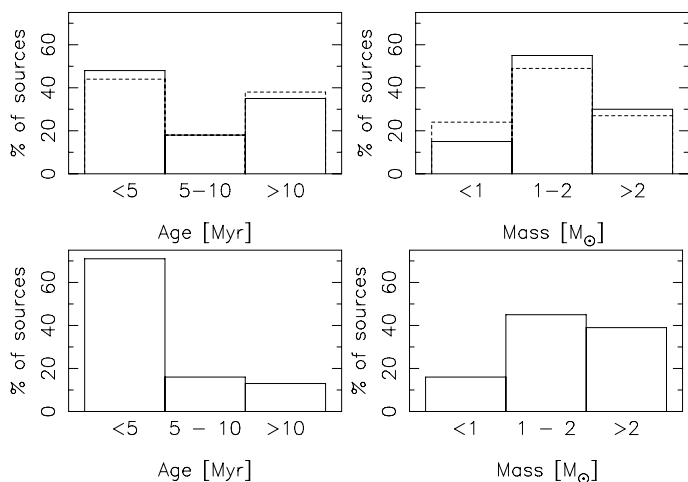 % of sources
60
40
20
0
<5 5−10 >10
Age [Myr]
% of sources
60
40
20
0
<1 1−2 >2
Mass [M⊙]
% of sources
60
40
20
0
<5 5 − 10 >10
Age [Myr]
% of sources
60
40
20
0
<1 1 − 2 >2
Mass [M⊙]